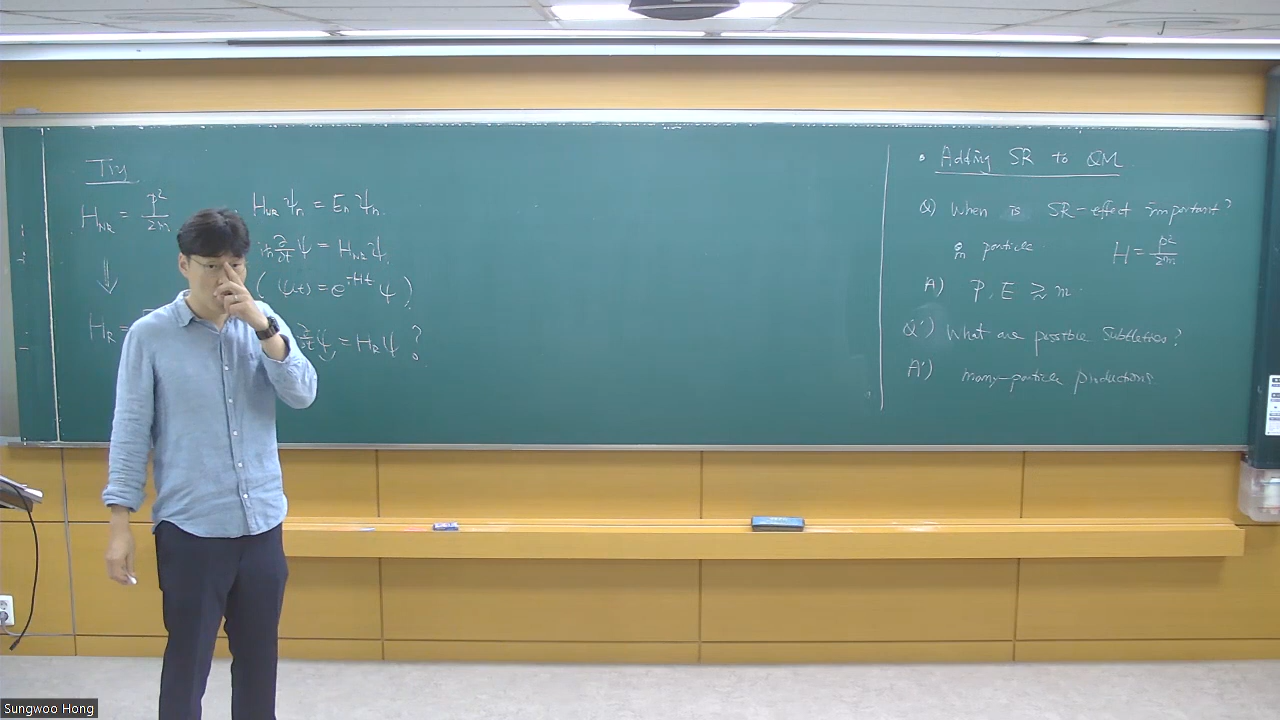 Try
H_NR = p²/2m   H_NR ψ_n = E_n ψ_n
iħ ∂/∂t ψ = H_NR ψ
( ψ(t) = e^{-iHt} ψ )
H_R = ∂/∂t ψ = H_R ψ ?
• Adding SR to QM
Q) When is SR-effect important?
m particle   H = p²/2m
A) P, E ≳ m
Q') What are possible subtleties?
A') many-particle productions
Sungwoo Hong